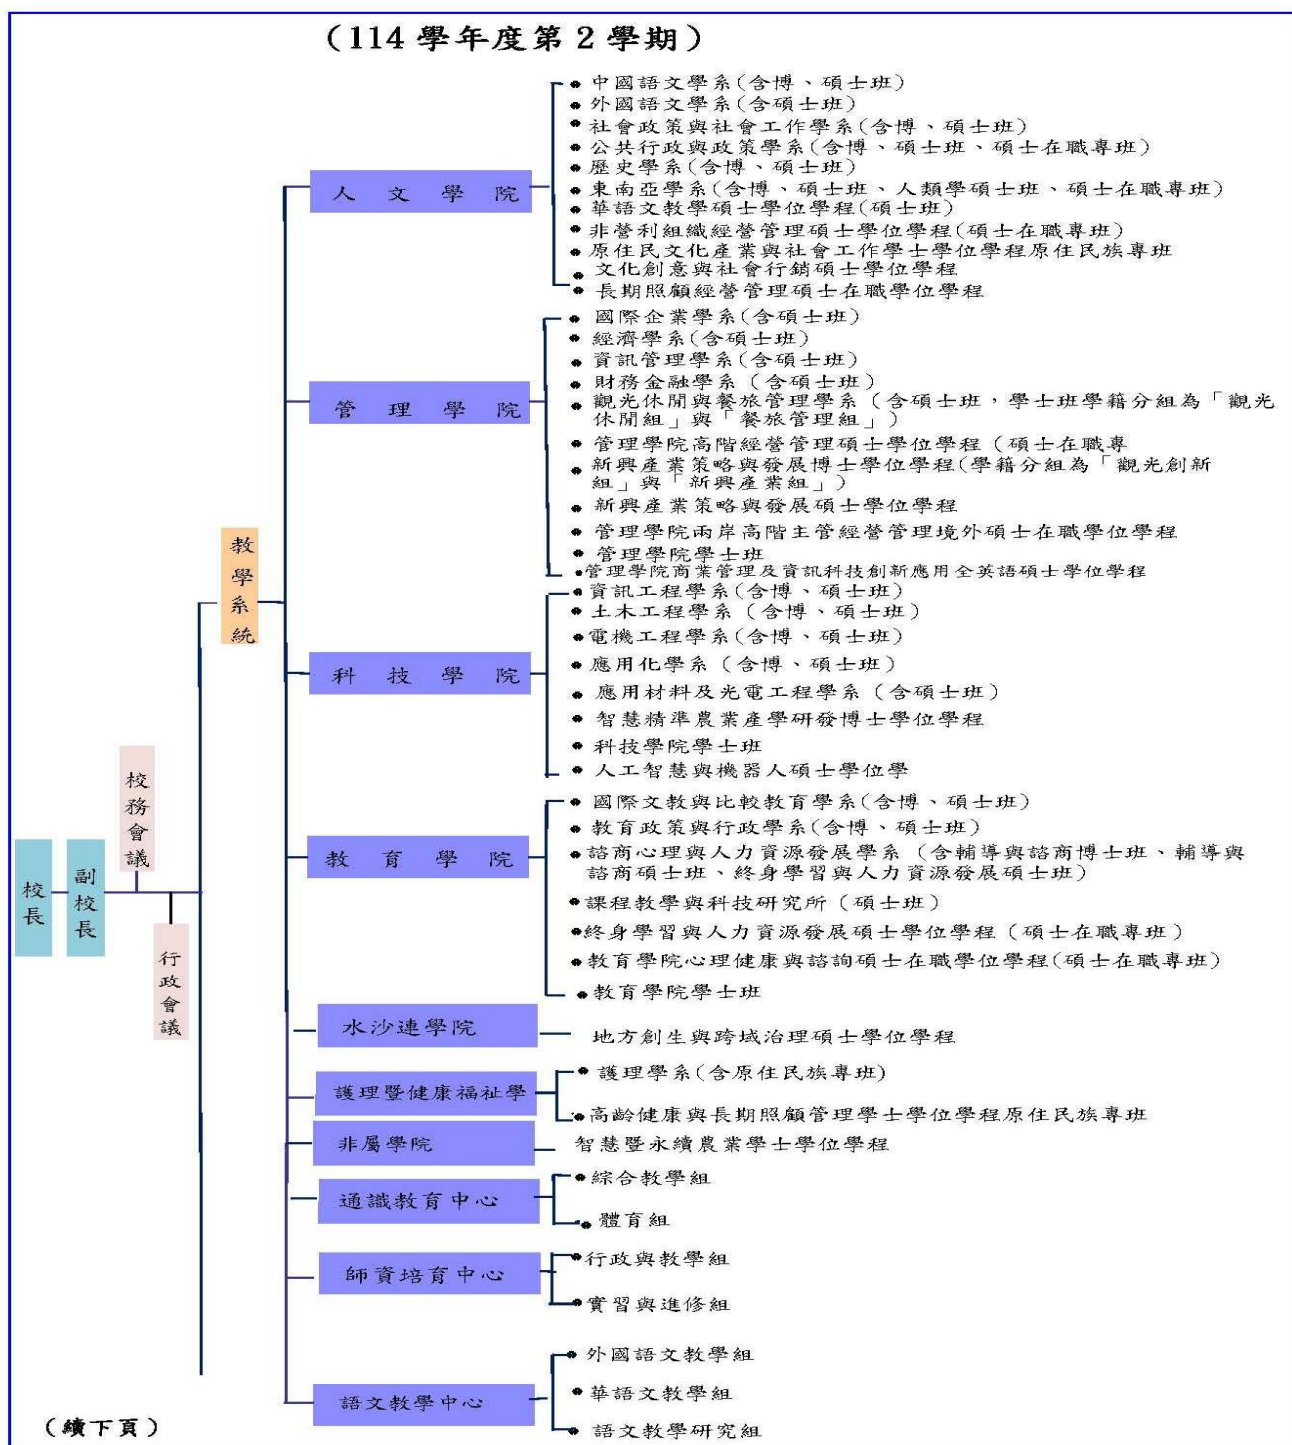 （114 學年度第 2 學期）
校長
副校長
校務會議
行政會議
教學系統
人文學院
中國語文學系(含博、碩士班)
外國語文學系(含碩士班)
社會政策與社會工作學系(含博、碩士班)
公共行政與政策學系(含博、碩士班、碩士在職專班)
歷史學系(含博、碩士班)
東南亞學系(含博、碩士班、人類學碩士班、碩士在職專班)
華語文教學碩士學位學程(碩士班)
非營利組織經營管理碩士學位學程(碩士在職專班)
原住民文化產業與社會工作學士學位學程原住民族專班
文化創意與社會行銷碩士學位學程
長期照顧經營管理碩士在職學位學程
管理學院
國際企業學系(含碩士班)
經濟學系(含碩士班)
資訊管理學系(含碩士班)
財務金融學系（含碩士班）
觀光休閒與餐旅管理學系（含碩士班，學士班學籍分組為「觀光
休閒組」與「餐旅管理組」）
管理學院高階經營管理碩士學位學程（碩士在職專
新興產業策略與發展博士學位學程(學籍分組為「觀光創新
組」與「新興產業組」)
新興產業策略與發展碩士學位學程
管理學院兩岸高階主管經營管理境外碩士在職學位學程
管理學院學士班
管理學院商業管理及資訊科技創新應用全英語碩士學位學程
科技學院
資訊工程學系(含博、碩士班)
土木工程學系（含博、碩士班）
電機工程學系(含博、碩士班)
應用化學系（含博、碩士班）
應用材料及光電工程學系（含碩士班）
智慧精準農業產學研發博士學位學程
科技學院學士班
人工智慧與機器人碩士學位學
教育學院
國際文教與比較教育學系(含博、碩士班)
教育政策與行政學系(含博、碩士班)
諮商心理與人力資源發展學系（含輔導與諮商博士班、輔導與
諮商碩士班、終身學習與人力資源發展碩士班）
課程教學與科技研究所（碩士班）
終身學習與人力資源發展碩士學位學程（碩士在職專班）
教育學院心理健康與諮詢碩士在職學位學程(碩士在職專班)
教育學院學士班
水沙連學院
地方創生與跨域治理碩士學位學程
護理暨健康福祉學
護理學系(含原住民族專班)
高齡健康與長期照顧管理學士學位學程原住民族專班
非屬學院
智慧暨永續農業學士學位學程
通識教育中心
綜合教學組
體育組
師資培育中心
行政與教學組
實習與進修組
語文教學中心
外國語文教學組
華語文教學組
語文教學研究組
（續下頁）